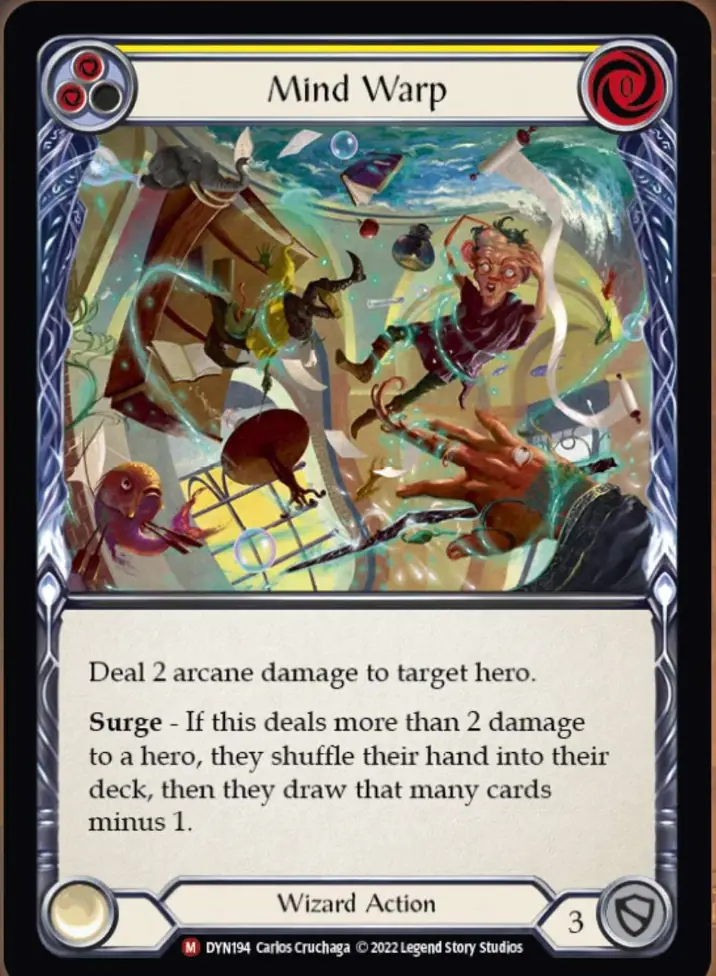 Mind Warp
0
Deal 2 arcane damage to target hero.
Surge - If this deals more than 2 damage
to a hero, they shuffle their hand into their
deck, then they draw that many cards
minus 1.
Wizard Action
3
M DYN194 Carlos Cruchaga © 2022 Legend Story Studios